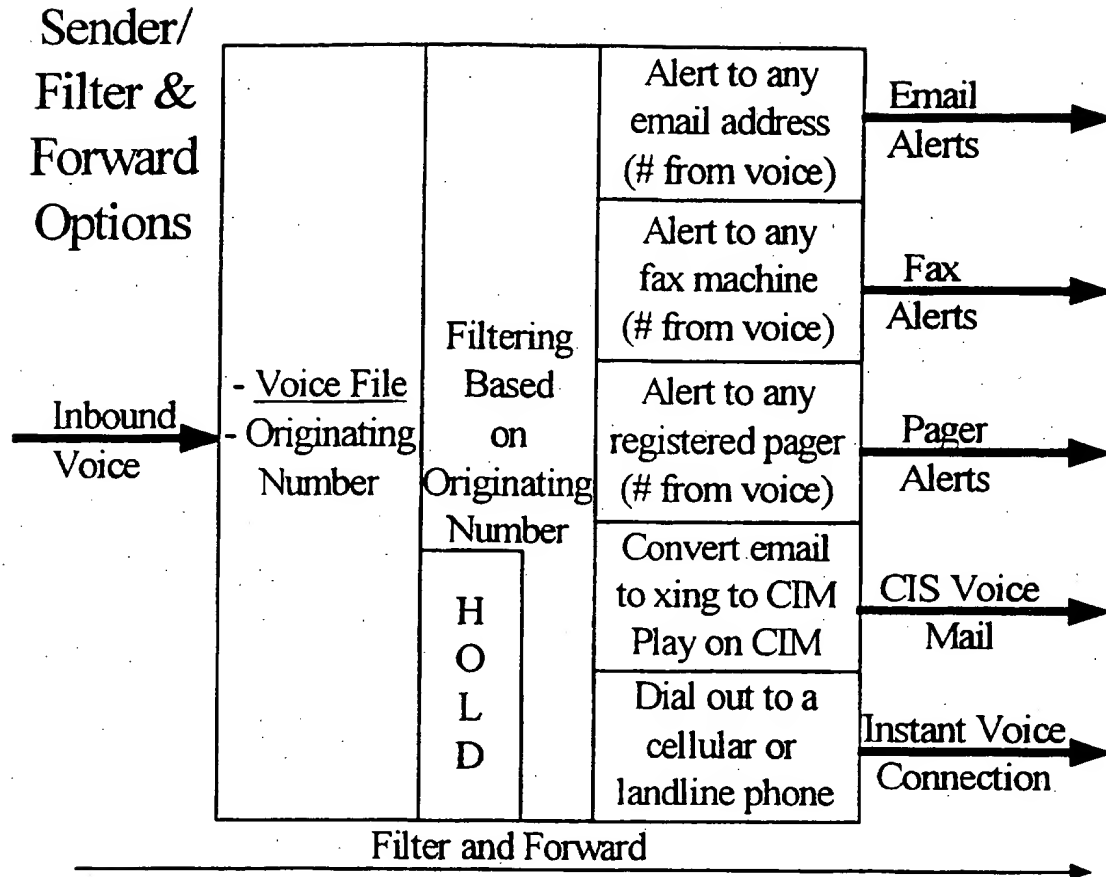 Sender/
Filter &
Forward
Options
Inbound
Voice
- Voice File
- Originating
Number
Filtering
Based
on
Originating
Number
H
O
L
D
Alert to any
email address
(# from voice)
Alert to any
fax machine
(# from voice)
Alert to any
registered pager
(# from voice)
Convert email
to xing to CIM
Play on CIM
Dial out to a
cellular or
landline phone
Email
Alerts
Fax
Alerts
Pager
Alerts
CIS Voice
Mail
Instant Voice
Connection
Filter and Forward